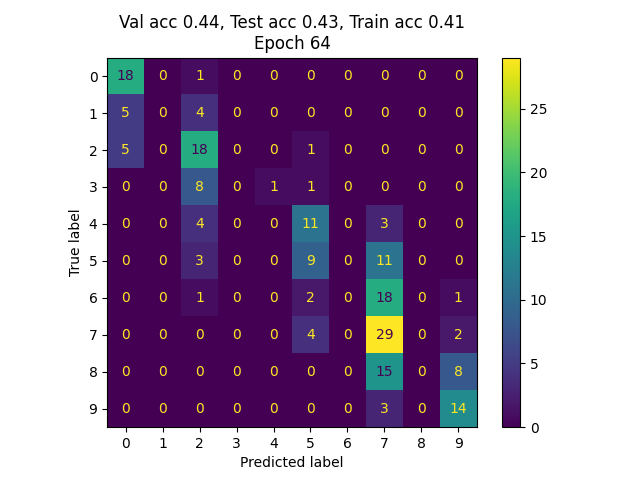 Val acc 0.44, Test acc 0.43, Train acc 0.41
Epoch 64
0 18 0 1 0 0 0 0 0 0 0
1 5 0 4 0 0 0 0 0 0 0
2 5 0 18 0 0 1 0 0 0 0
3 0 0 8 0 1 1 0 0 0 0
4 0 0 4 0 0 11 0 3 0 0
5 0 0 3 0 0 9 0 11 0 0
6 0 0 1 0 0 2 0 18 0 1
7 0 0 0 0 0 4 0 29 0 2
8 0 0 0 0 0 0 0 15 0 8
9 0 0 0 0 0 0 0 3 0 14
0 1 2 3 4 5 6 7 8 9
Predicted label
True label
25
20
15
10
5
0